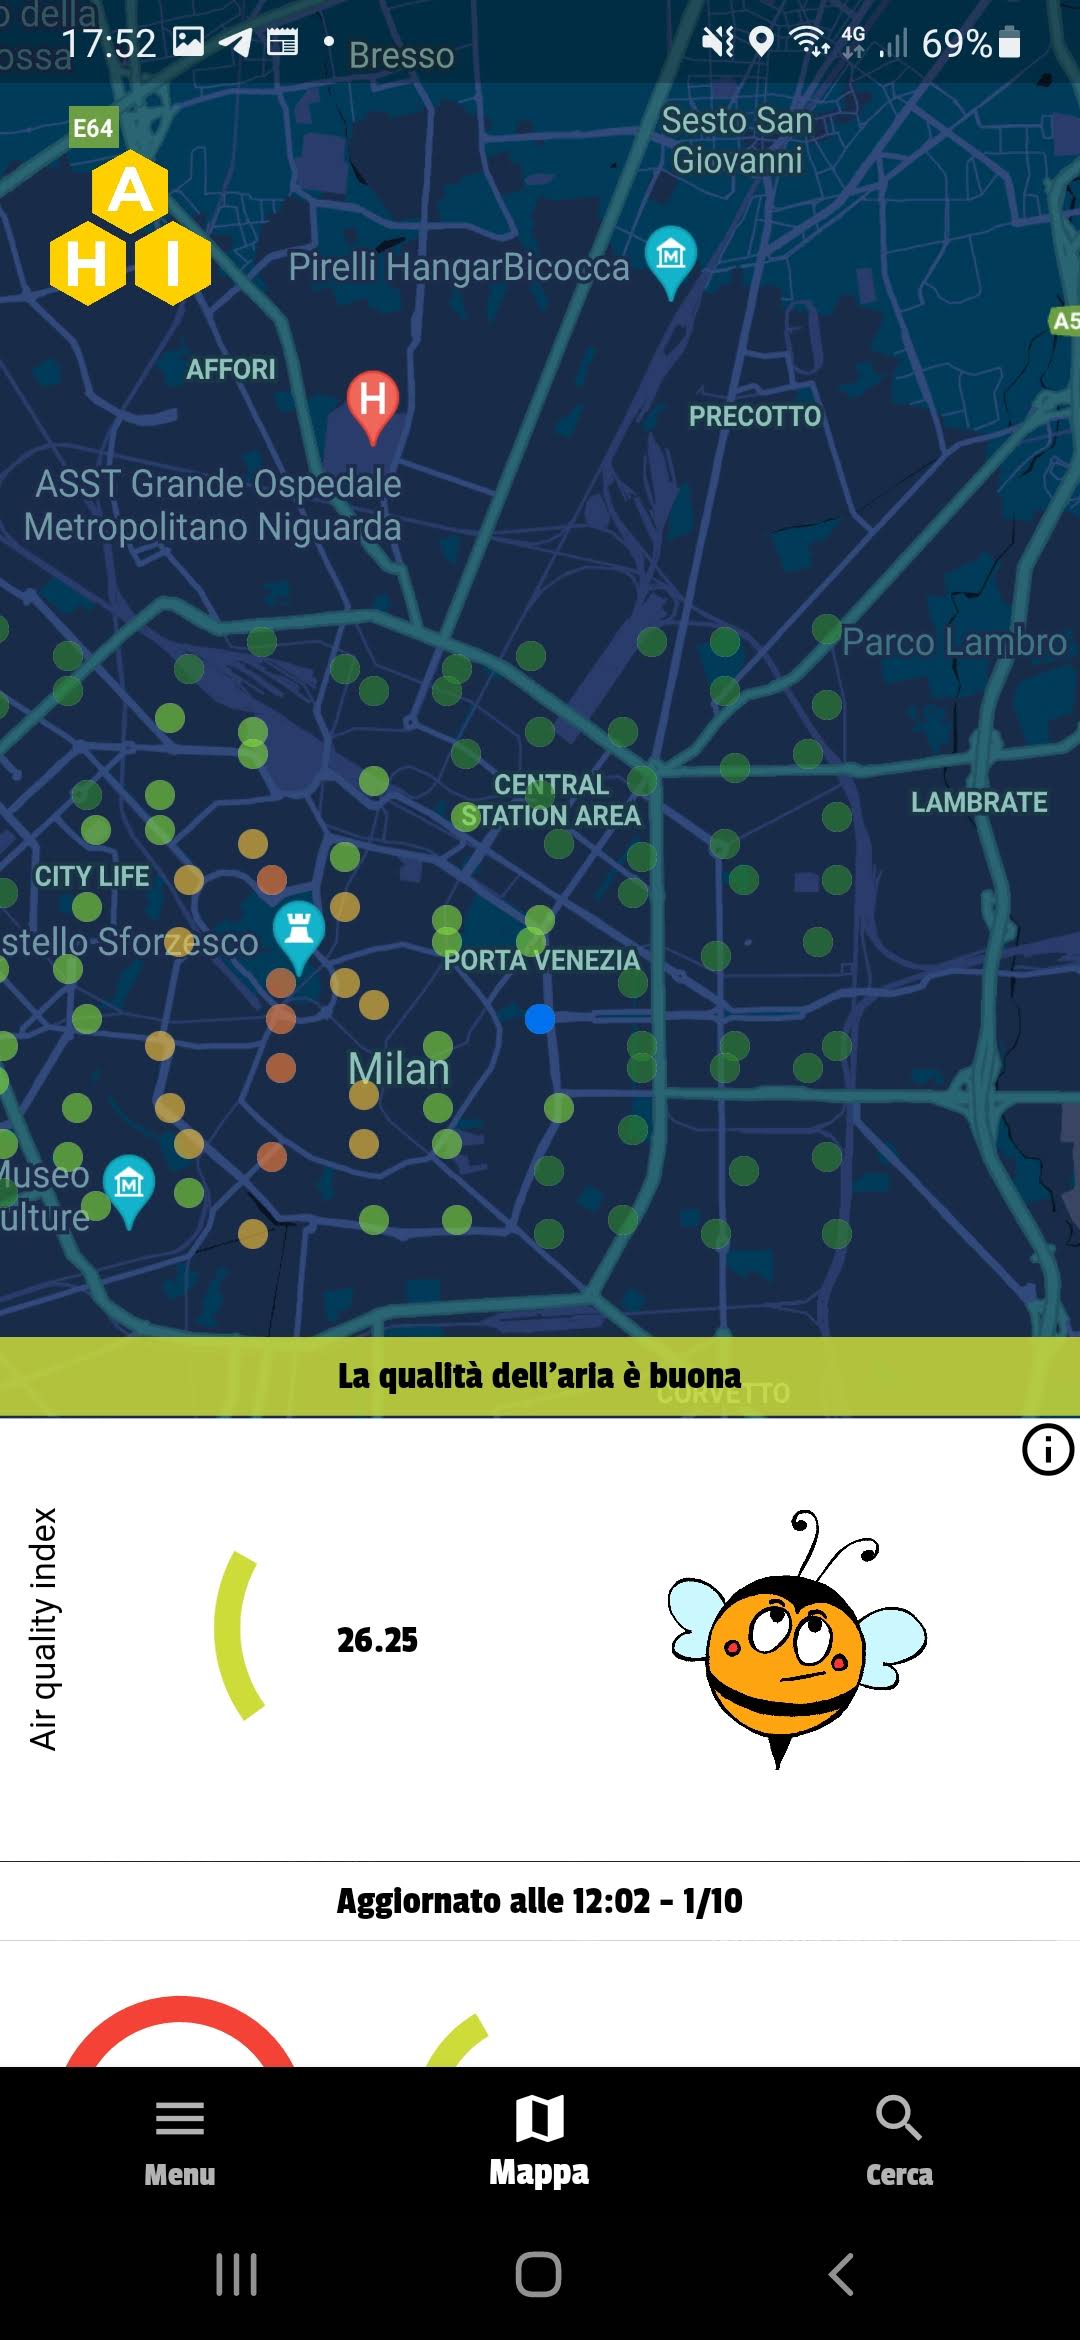 o della
ossa
17:52
Bresso
4G
69%
E64
Sesto San
Giovanni
A
H I
Pirelli HangarBicocca
M
A5
AFFORI
H
PRECOTTO
ASST Grande Ospedale
Metropolitano Niguarda
Parco Lambro
CENTRAL
STATION AREA
LAMBRATE
CITY LIFE
stello Sforzesco
PORTA VENEZIA
Milan
Museo
ulture
M
La qualità dell'aria è buona
CORVETTO
i
Air quality index
26.25
Aggiornato alle 12:02 - 1/10
Menu
Mappa
Cerca